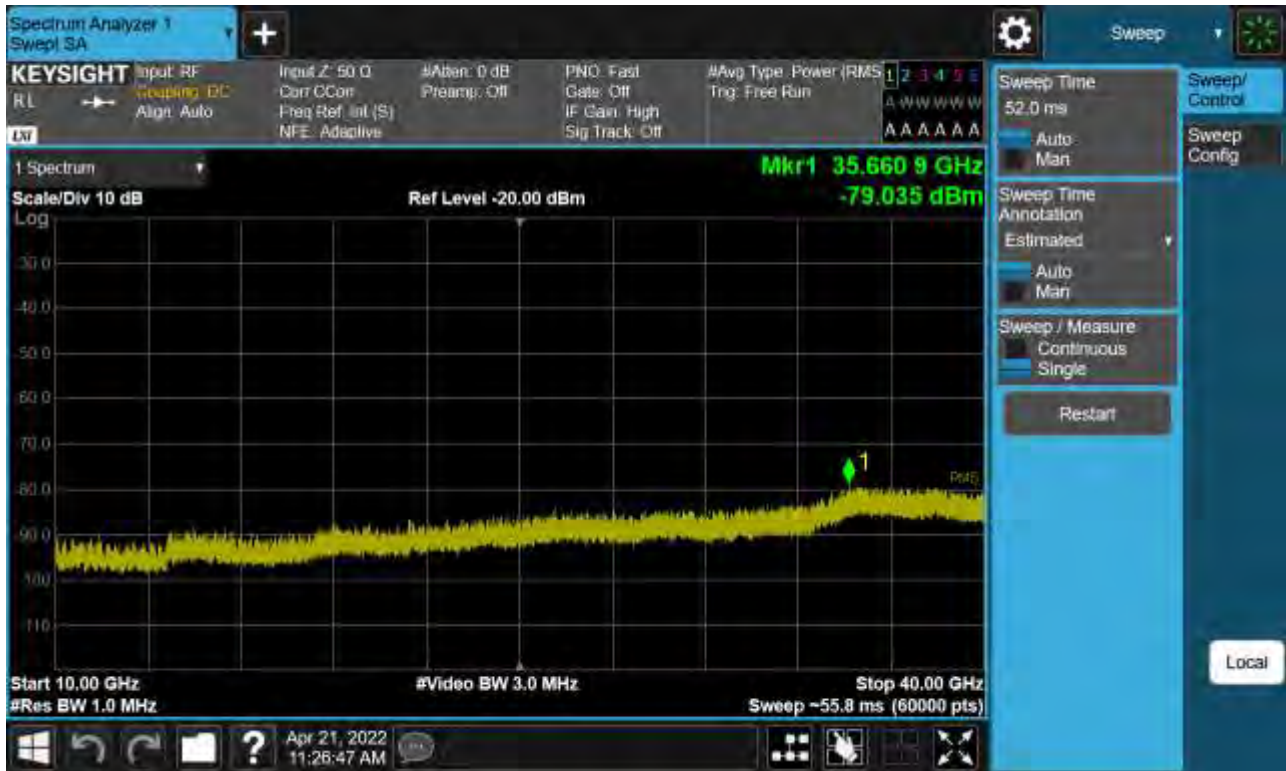 Spectrum Analyzer 1
Swept SA
+
Sweep
KEYSIGHT
RL
Input: RF
Coupling: DC
Align: Auto
Input Z: 50 Ω
Corr CCorr
Freq Ref: Int (S)
NFE: Adaptive
#Atten: 0 dB
Preamp: Off
PNO: Fast
Gate: Off
IF Gain: High
Sig Track: Off
#Avg Type: Power (RMS
Trig: Free Run
1 2 3 4 5 6
A W W W W W
A A A A A A
1 Spectrum
Mkr1 35.660 9 GHz
-79.035 dBm
Scale/Div 10 dB
Ref Level -20.00 dBm
Log
-30.0
-40.0
-50.0
-60.0
-70.0
-80.0
-90.0
-100
-110
1
RMS
Start 10.00 GHz
#Video BW 3.0 MHz
Stop 40.00 GHz
#Res BW 1.0 MHz
Sweep ~55.8 ms (60000 pts)
Sweep Time
52.0 ms
Auto
Man
Sweep Time
Annotation
Estimated
Auto
Man
Sweep / Measure
Continuous
Single
Restart
Sweep/
Control
Sweep
Config
Local
?
Apr 21, 2022
11:26:47 AM